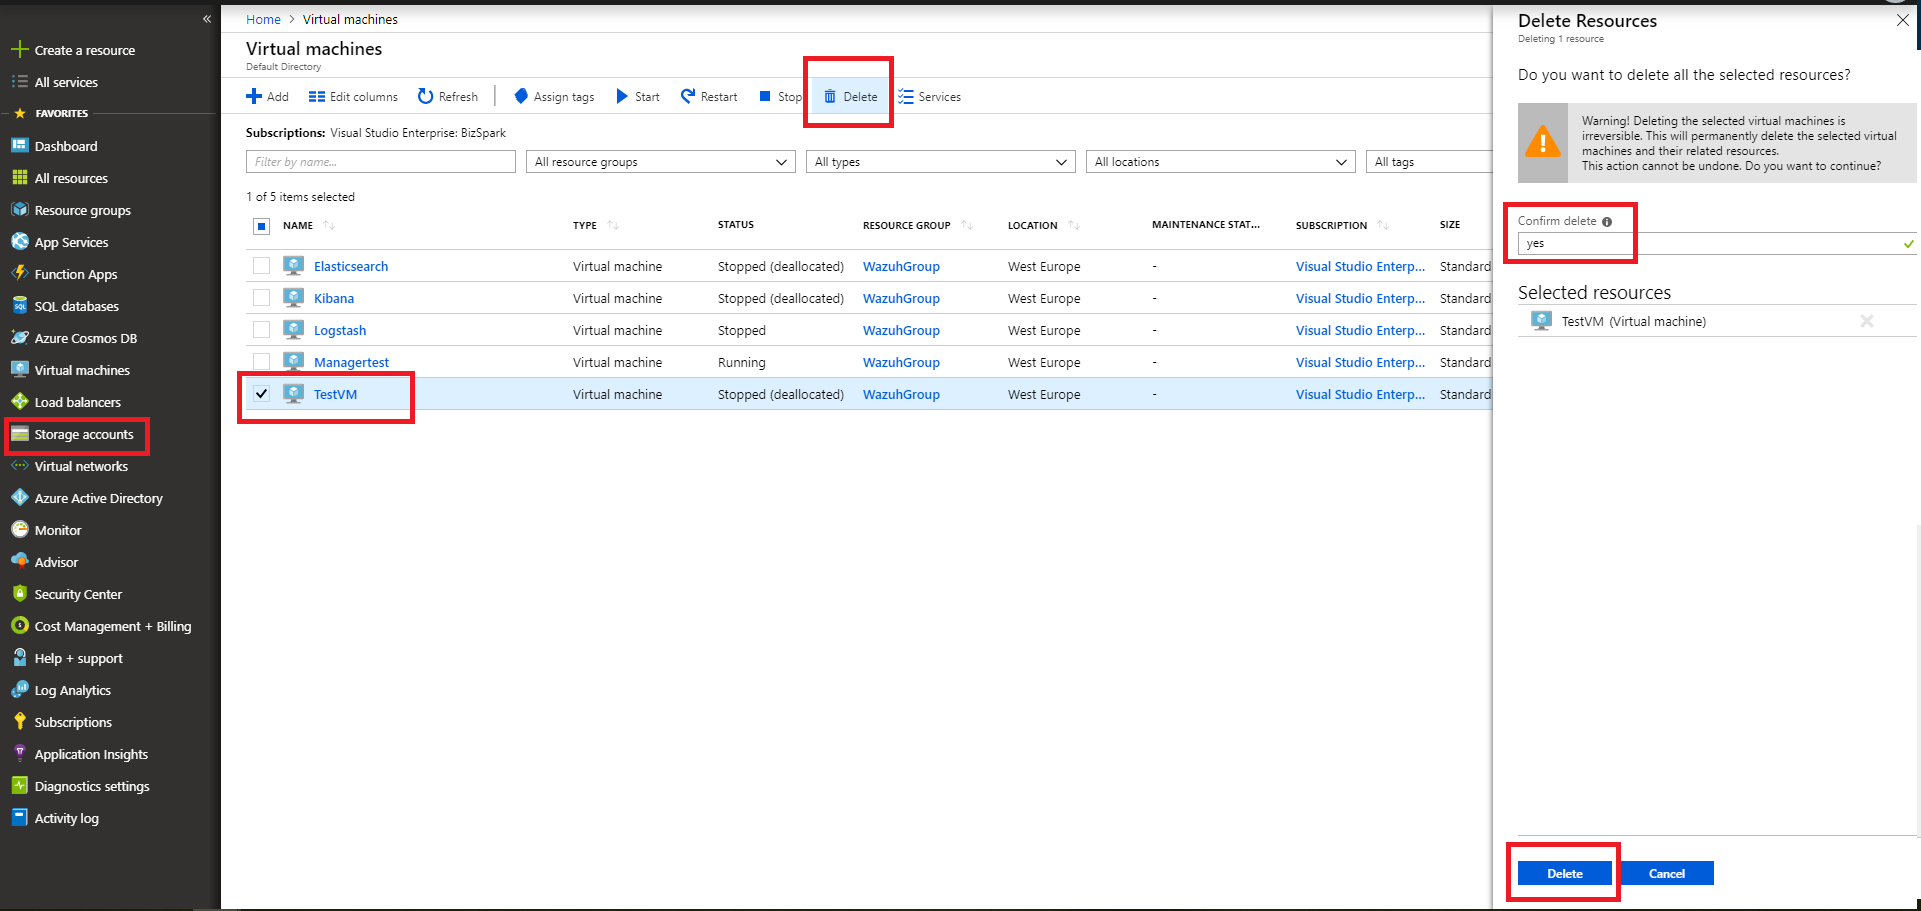 «
Create a resource
All services
FAVORITES
Dashboard
All resources
Resource groups
App Services
Function Apps
SQL databases
Azure Cosmos DB
Virtual machines
Load balancers
Storage accounts
Virtual networks
Azure Active Directory
Monitor
Advisor
Security Center
Cost Management + Billing
Help + support
Log Analytics
Subscriptions
Application Insights
Diagnostics settings
Activity log
Home > Virtual machines
Virtual machines
Default Directory
Add Edit columns Refresh Assign tags Start Restart Stop Delete Services
Subscriptions: Visual Studio Enterprise: BizSpark
Filter by name... All resource groups All types All locations All tags
1 of 5 items selected
NAME TYPE STATUS RESOURCE GROUP LOCATION MAINTENANCE STAT... SUBSCRIPTION SIZE
Elasticsearch Virtual machine Stopped (deallocated) WazuhGroup West Europe - Visual Studio Enterp... Standard
Kibana Virtual machine Stopped (deallocated) WazuhGroup West Europe - Visual Studio Enterp... Standard
Logstash Virtual machine Stopped WazuhGroup West Europe - Visual Studio Enterp... Standard
Managertest Virtual machine Running WazuhGroup West Europe - Visual Studio Enterp... Standard
TestVM Virtual machine Stopped (deallocated) WazuhGroup West Europe - Visual Studio Enterp... Standard
Delete Resources
Deleting 1 resource
Do you want to delete all the selected resources?
Warning! Deleting the selected virtual machines is
irreversible. This will permanently delete the selected virtual
machines and their related resources.
This action cannot be undone. Do you want to continue?
Confirm delete
yes
Selected resources
TestVM (Virtual machine)
Delete Cancel